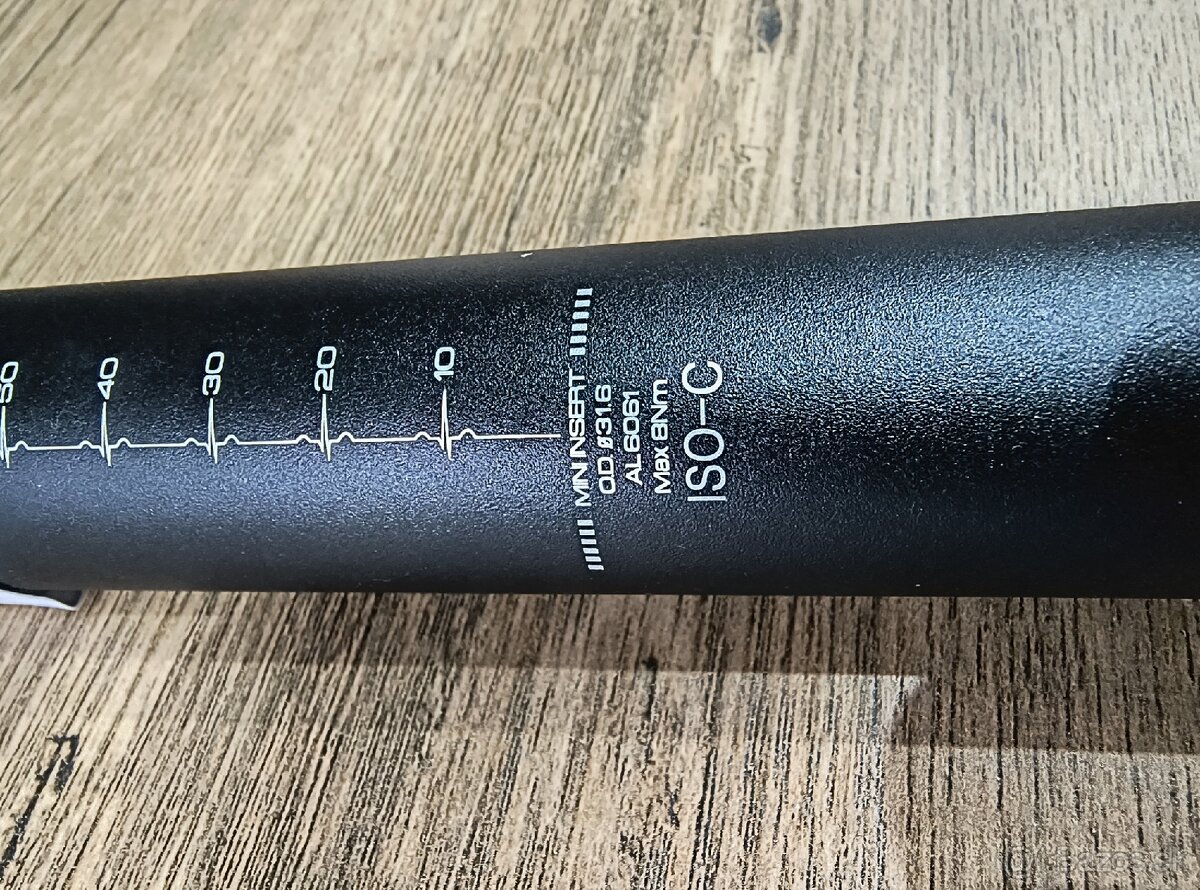 50
40
30
20
10
MIN INSERT
O.D. ø31.6
AL6061
Max 8Nm
ISO-C